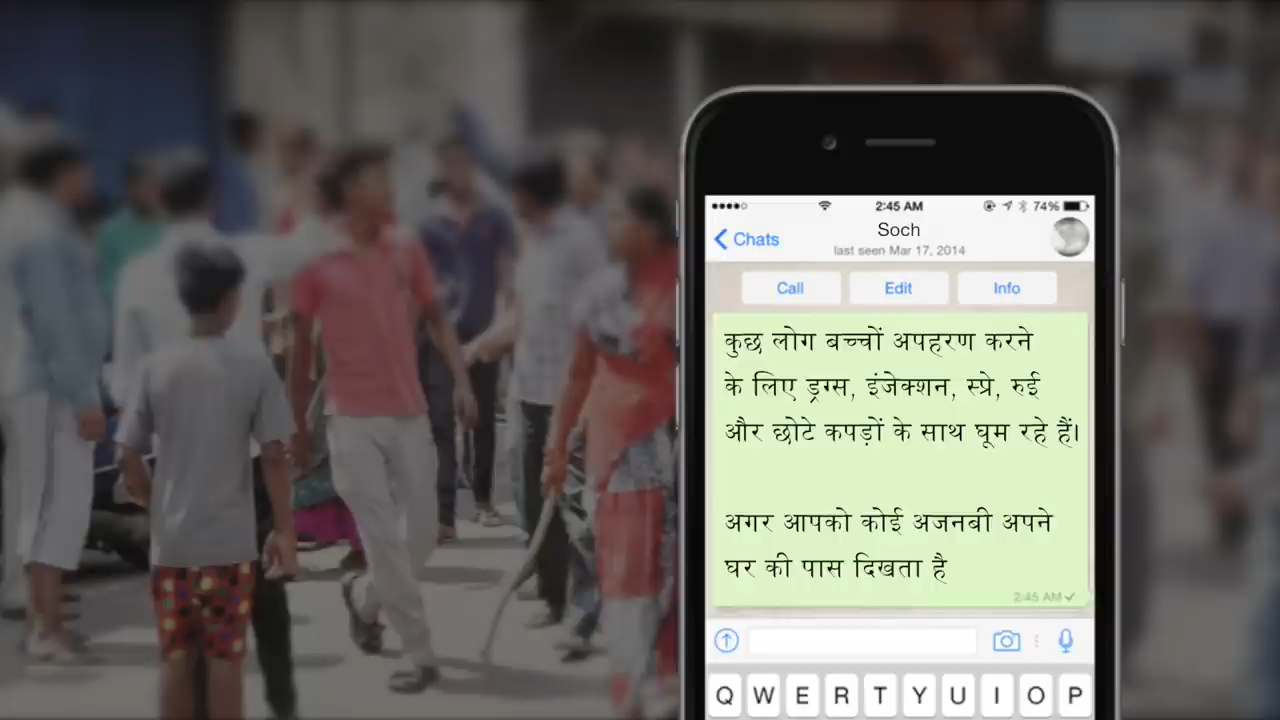 2:45 AM
74%
Chats
Soch
last seen Mar 17, 2014
Call
Edit
Info
कुछ लोग बच्चों अपहरण करने
के लिए ड्रग्स, इंजेक्शन, स्प्रे, रुई
और छोटे कपड़ों के साथ घूम रहे हैं।
अगर आपको कोई अजनबी अपने
घर की पास दिखता है
2:45 AM
Q W E R T Y U I O P